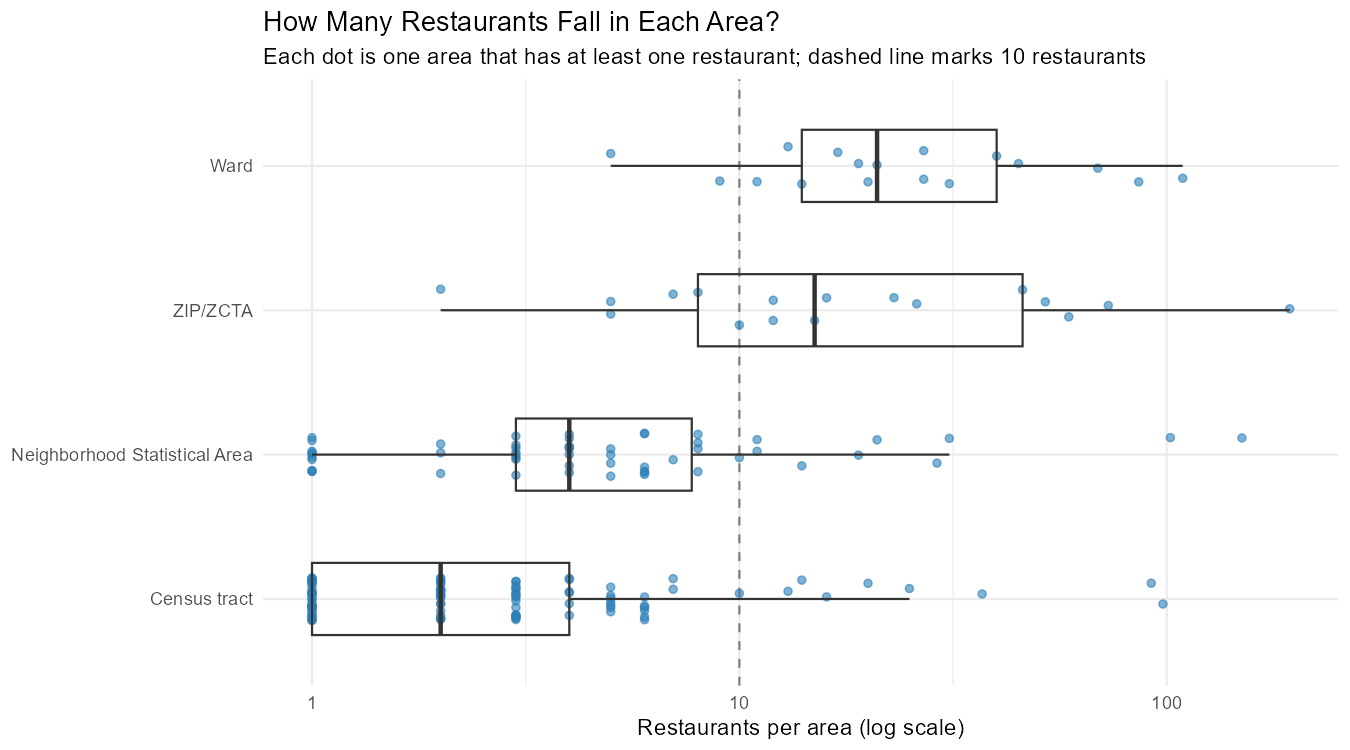 How Many Restaurants Fall in Each Area?
Each dot is one area that has at least one restaurant; dashed line marks 10 restaurants
Ward
ZIP/ZCTA
Neighborhood Statistical Area
Census tract
1 10 100
Restaurants per area (log scale)